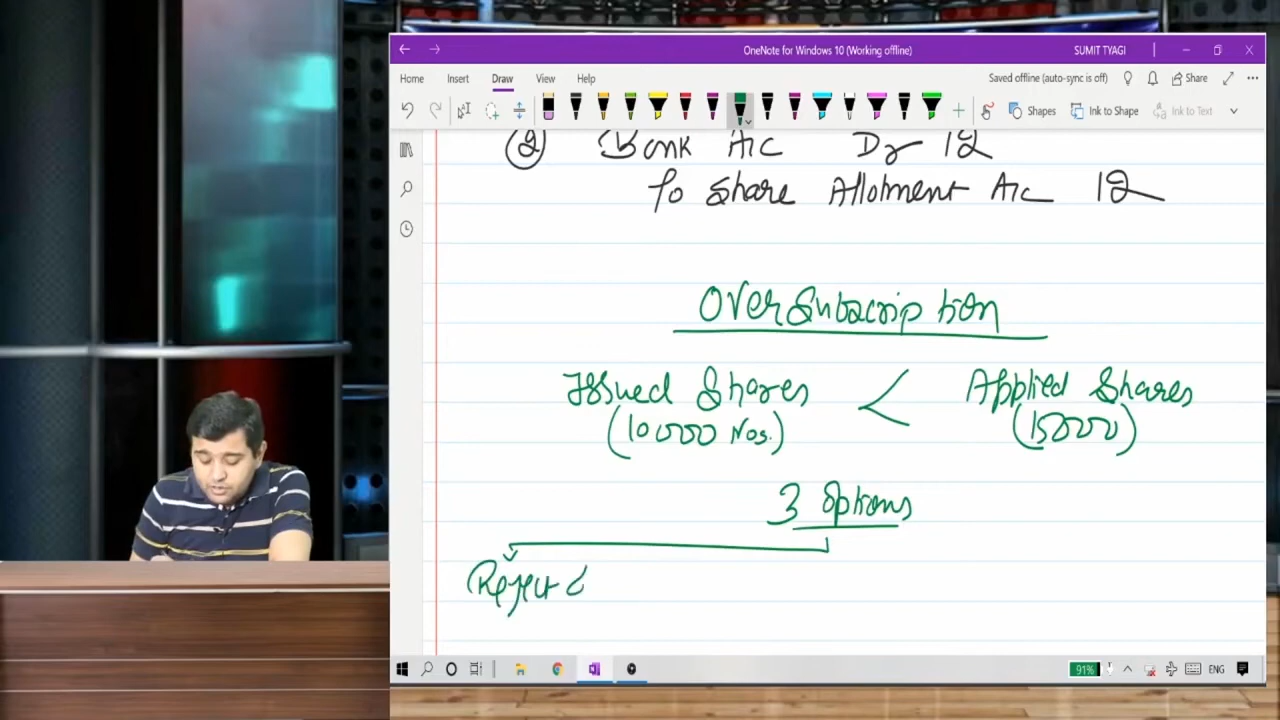 OneNote for Windows 10 (Working offline)
SUMIT TYAGI
Home Insert Draw View Help
Saved offline (auto-sync is off)
Share
Shapes
Ink to Shape
Ink to Text
② Bank A/c Dr 12
To Share Allotment A/c 12
Over Subscription
Issued Shares < Applied Shares
(10000 Nos.) (15000)
3 Options
Reject
91%
ENG